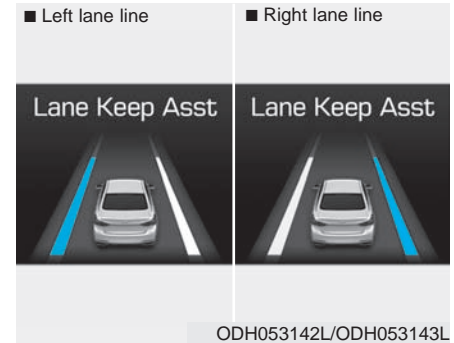 ■ Left lane line
■ Right lane line
Lane Keep Asst
Lane Keep Asst
ODH053142L/ODH053143L